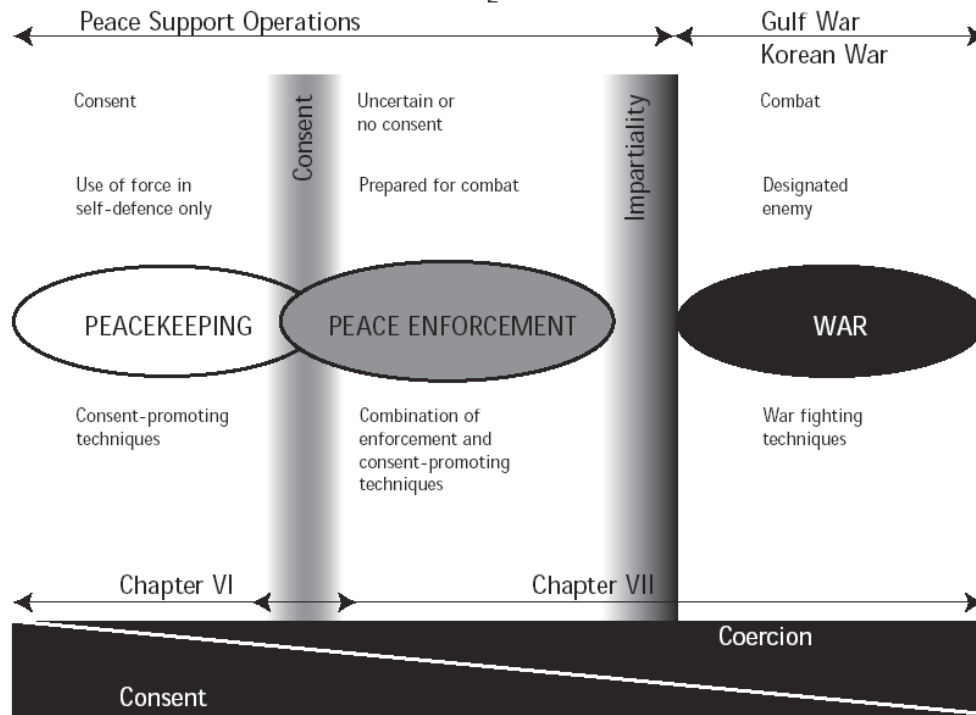 2
Peace Support Operations
Gulf War
Korean War
Consent
Consent
Uncertain or
no consent
Impartiality
Combat
Use of force in
self-defence only
Prepared for combat
Designated
enemy
PEACEKEEPING
PEACE ENFORCEMENT
WAR
Consent-promoting
techniques
Combination of
enforcement and
consent-promoting
techniques
War fighting
techniques
Chapter VI
Chapter VII
Coercion
Consent